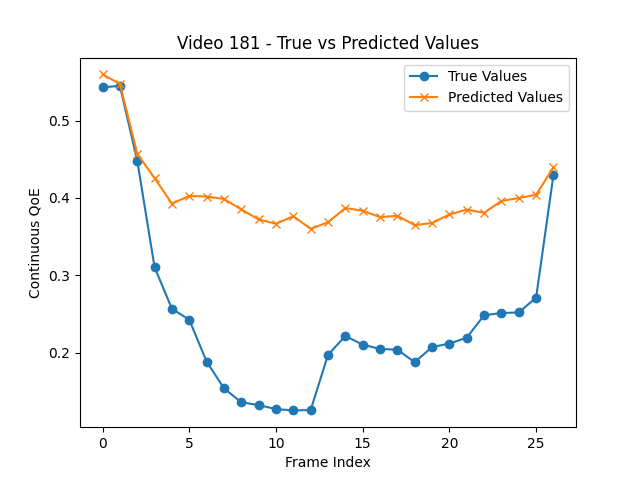 Video 181 - True vs Predicted Values
True Values
Predicted Values
Continuous QoE
0.5
0.4
0.3
0.2
0 5 10 15 20 25
Frame Index